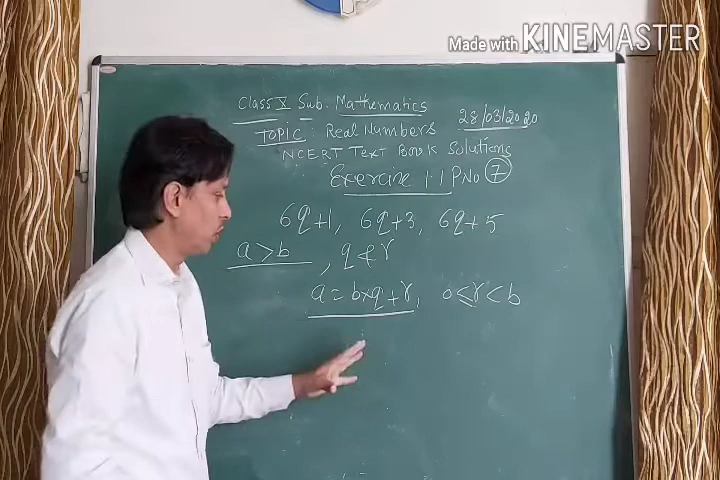 Made with KINEMASTER
Class X Sub. Mathematics
28/03/2020
TOPIC : Real Numbers
NCERT Text Book Solutions
Exercise 1.1 P.No 7
6q+1, 6q+3, 6q+5
a>b , q & r
a = b×q+r, 0≤r<b